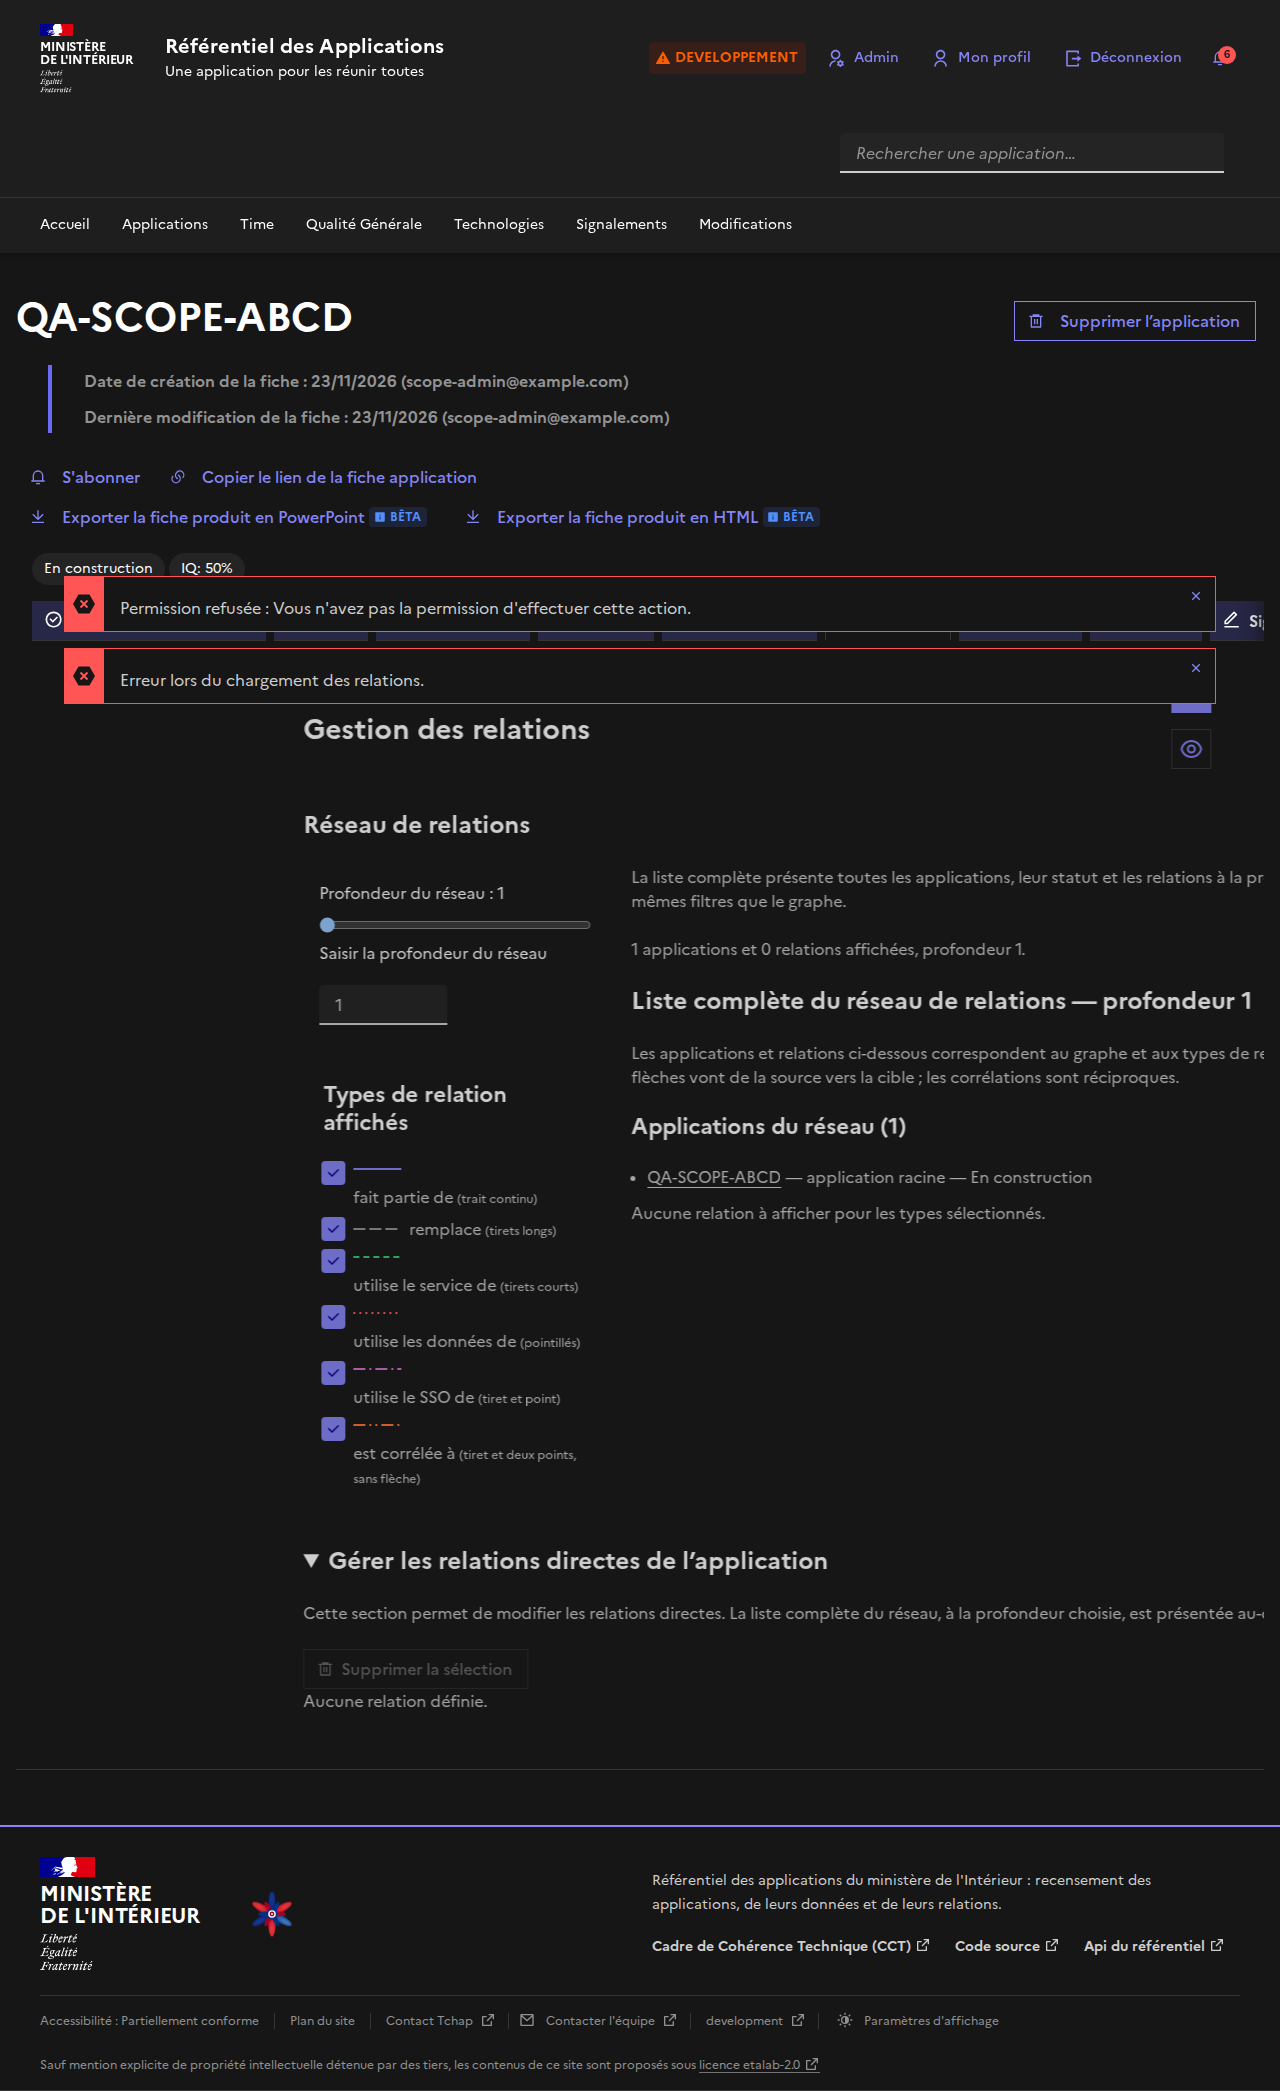 MINISTÈRE
DE L'INTÉRIEUR
Liberté
Égalité
Fraternité
Référentiel des Applications
Une application pour les réunir toutes
DEVELOPPEMENT
Admin
Mon profil
Déconnexion
6
Rechercher une application...
Accueil
Applications
Time
Qualité Générale
Technologies
Signalements
Modifications
QA-SCOPE-ABCD
Supprimer l’application
Date de création de la fiche : 23/11/2026 (scope-admin@example.com)
Dernière modification de la fiche : 23/11/2026 (scope-admin@example.com)
S'abonner
Copier le lien de la fiche application
Exporter la fiche produit en PowerPoint
BÊTA
Exporter la fiche produit en HTML
BÊTA
En construction
IQ: 50%
Permission refusée : Vous n'avez pas la permission d'effectuer cette action.
Erreur lors du chargement des relations.
Gestion des relations
Réseau de relations
Profondeur du réseau : 1
Saisir la profondeur du réseau
1
Types de relation
affichés
fait partie de (trait continu)
remplace (tirets longs)
utilise le service de (tirets courts)
utilise les données de (pointillés)
utilise le SSO de (tiret et point)
est corrélée à (tiret et deux points,
sans flèche)
La liste complète présente toutes les applications, leur statut et les relations à la
mêmes filtres que le graphe.
1 applications et 0 relations affichées, profondeur 1.
Liste complète du réseau de relations — profondeur 1
Les applications et relations ci-dessous correspondent au graphe et aux types de
flèches vont de la source vers la cible ; les corrélations sont réciproques.
Applications du réseau (1)
• QA-SCOPE-ABCD — application racine — En construction
Aucune relation à afficher pour les types sélectionnés.
▼ Gérer les relations directes de l’application
Cette section permet de modifier les relations directes. La liste complète du réseau, à la profondeur choisie, est présentée
Supprimer la sélection
Aucune relation définie.
MINISTÈRE
DE L'INTÉRIEUR
Liberté
Égalité
Fraternité
Référentiel des applications du ministère de l'Intérieur : recensement des
applications, de leurs données et de leurs relations.
Cadre de Cohérence Technique (CCT)
Code source
Api du référentiel
Accessibilité : Partiellement conforme
Plan du site
Contact Tchap
Contacter l'équipe
development
Paramètres d'affichage
Sauf mention explicite de propriété intellectuelle détenue par des tiers, les contenus de ce site sont proposés sous licence etalab-2.0